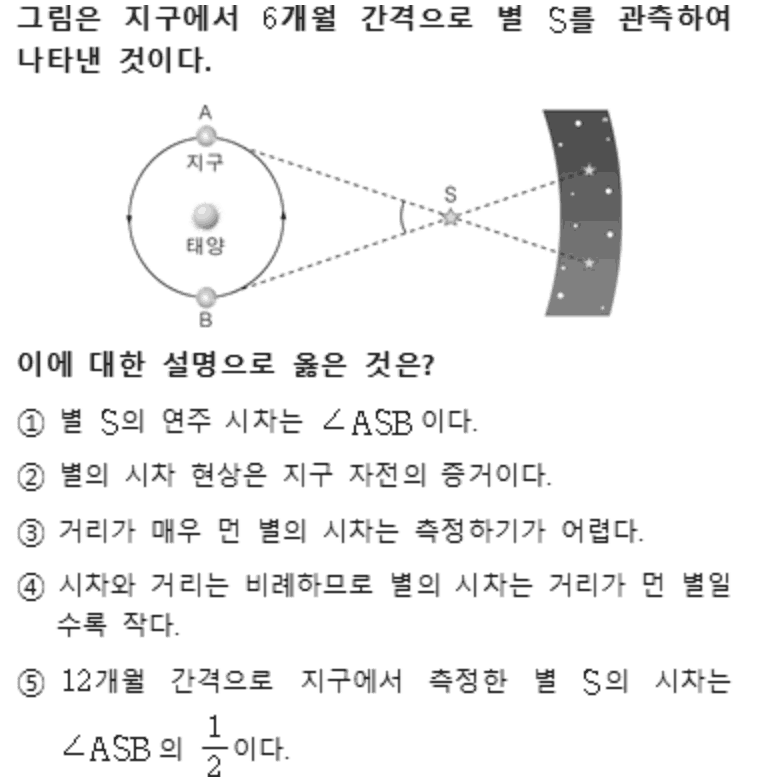 그림은 지구에서 6개월 간격으로 별 S를 관측하여
나타낸 것이다.
A
지구
S
태양
B
이에 대한 설명으로 옳은 것은?
① 별 S의 연주 시차는 ∠ASB이다.
② 별의 시차 현상은 지구 자전의 증거이다.
③ 거리가 매우 먼 별의 시차는 측정하기가 어렵다.
④ 시차와 거리는 비례하므로 별의 시차는 거리가 먼 별일
수록 작다.
⑤ 12개월 간격으로 지구에서 측정한 별 S의 시차는
∠ASB의 1/2이다.